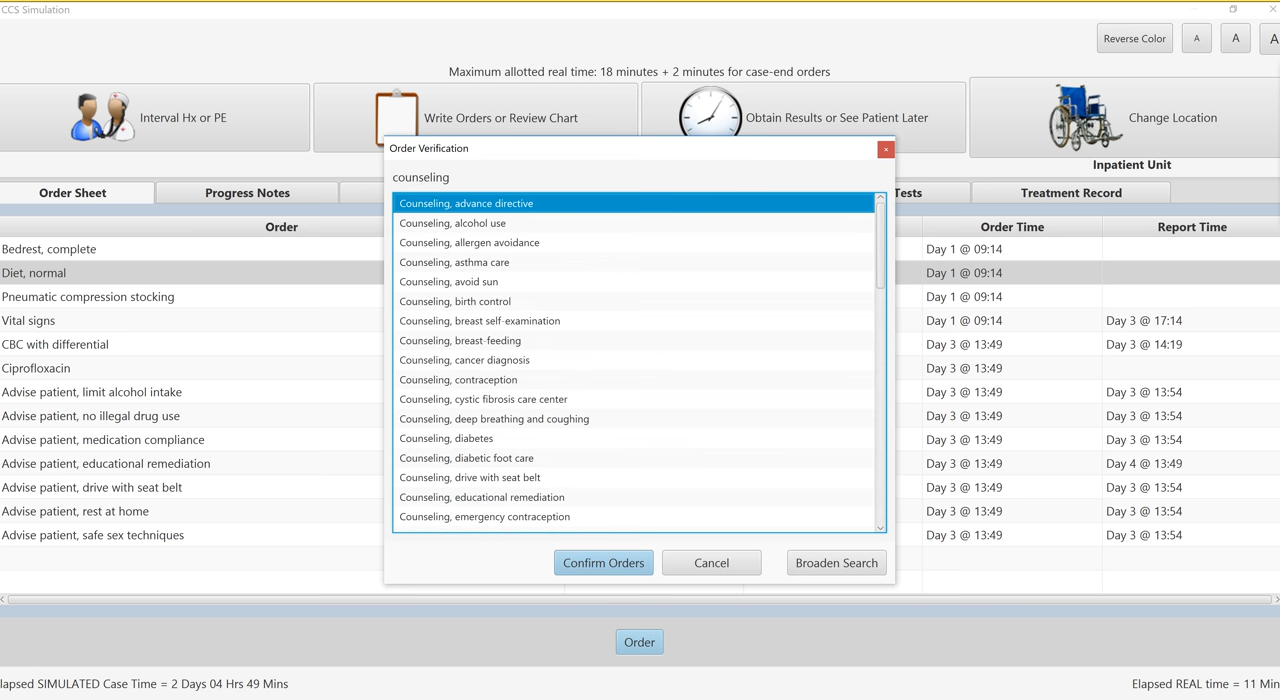 CCS Simulation
Reverse Color A A A
Maximum allotted real time: 18 minutes + 2 minutes for case-end orders
Interval Hx or PE Write Orders or Review Chart Obtain Results or See Patient Later Change Location
Inpatient Unit
Order Sheet Progress Notes Tests Treatment Record
Order Order Time Report Time
Bedrest, complete Day 1 @ 09:14
Diet, normal Day 1 @ 09:14
Pneumatic compression stocking Day 1 @ 09:14
Vital signs Day 1 @ 09:14 Day 3 @ 17:14
CBC with differential Day 3 @ 13:49 Day 3 @ 14:19
Ciprofloxacin Day 3 @ 13:49
Advise patient, limit alcohol intake Day 3 @ 13:49 Day 3 @ 13:54
Advise patient, no illegal drug use Day 3 @ 13:49 Day 3 @ 13:54
Advise patient, medication compliance Day 3 @ 13:49 Day 3 @ 13:54
Advise patient, educational remediation Day 3 @ 13:49 Day 4 @ 13:49
Advise patient, drive with seat belt Day 3 @ 13:49 Day 3 @ 13:54
Advise patient, rest at home Day 3 @ 13:49 Day 3 @ 13:54
Advise patient, safe sex techniques Day 3 @ 13:49 Day 3 @ 13:54
Order Verification
counseling
Counseling, advance directive
Counseling, alcohol use
Counseling, allergen avoidance
Counseling, asthma care
Counseling, avoid sun
Counseling, birth control
Counseling, breast self-examination
Counseling, breast-feeding
Counseling, cancer diagnosis
Counseling, contraception
Counseling, cystic fibrosis care center
Counseling, deep breathing and coughing
Counseling, diabetes
Counseling, diabetic foot care
Counseling, drive with seat belt
Counseling, educational remediation
Counseling, emergency contraception
Confirm Orders Cancel Broaden Search
Order
lapsed SIMULATED Case Time = 2 Days 04 Hrs 49 Mins Elapsed REAL time = 11 Min